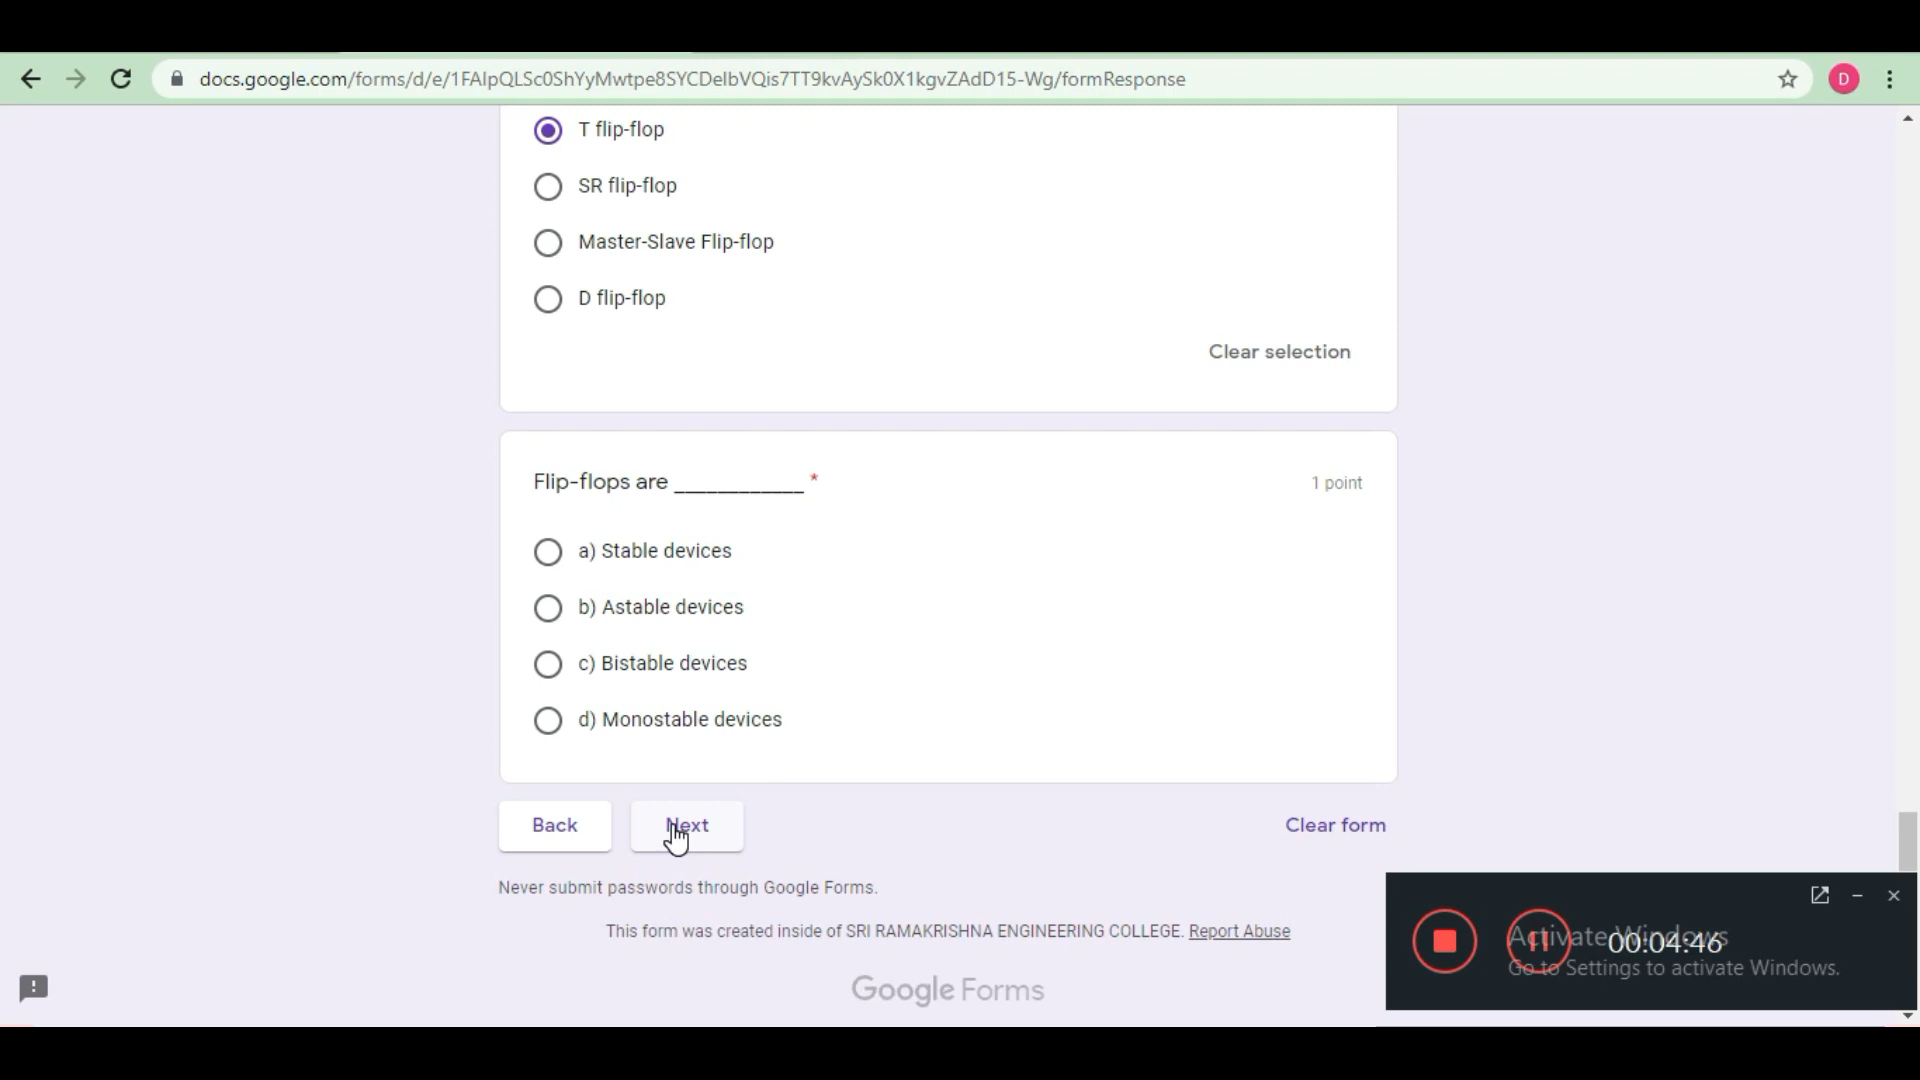 docs.google.com/forms/d/e/1FAIpQLSc0ShYyMwtpe8SYCDelbVQis7TT9kvAySk0X1kgvZAdD15-Wg/formResponse
D
T flip-flop
SR flip-flop
Master-Slave Flip-flop
D flip-flop
Clear selection
Flip-flops are ____________ *
1 point
a) Stable devices
b) Astable devices
c) Bistable devices
d) Monostable devices
Back
Next
Clear form
Never submit passwords through Google Forms.
This form was created inside of SRI RAMAKRISHNA ENGINEERING COLLEGE. Report Abuse
Google Forms
Activate Windows
00:04:46
Go to Settings to activate Windows.